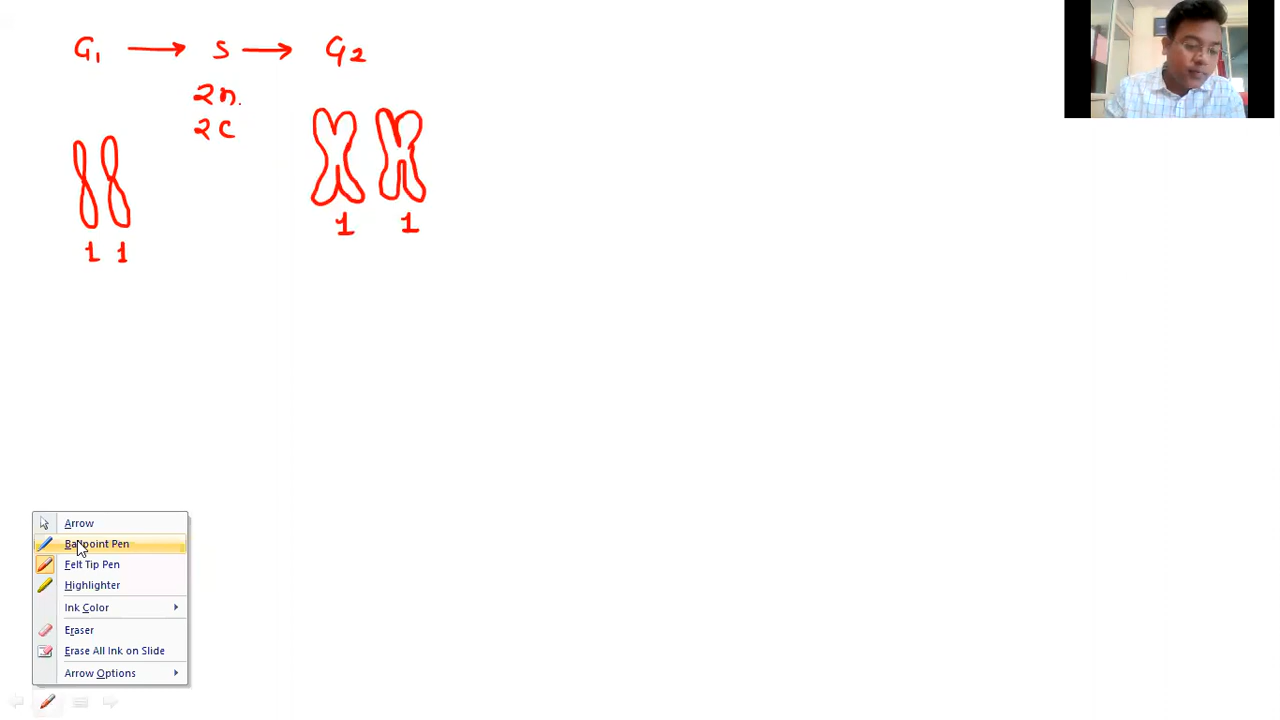 G₁ → S → G₂
2n.
2C
1 1
1 1
Arrow
Ballpoint Pen
Felt Tip Pen
Highlighter
Ink Color
Eraser
Erase All Ink on Slide
Arrow Options